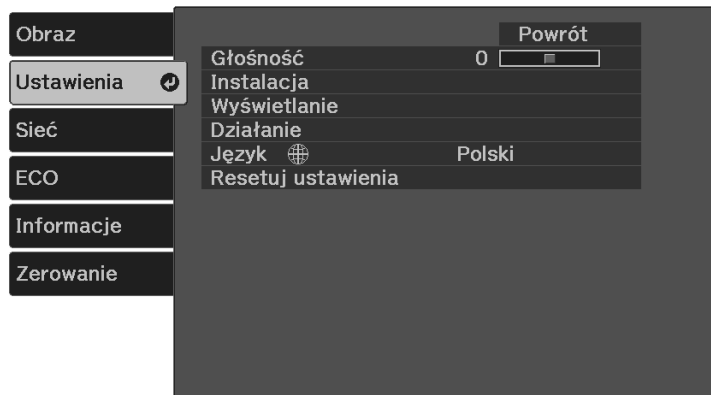 Obraz
Ustawienia
Sieć
ECO
Informacje
Zerowanie
Powrót
Głośność 0
Instalacja
Wyświetlanie
Działanie
Język Polski
Resetuj ustawienia